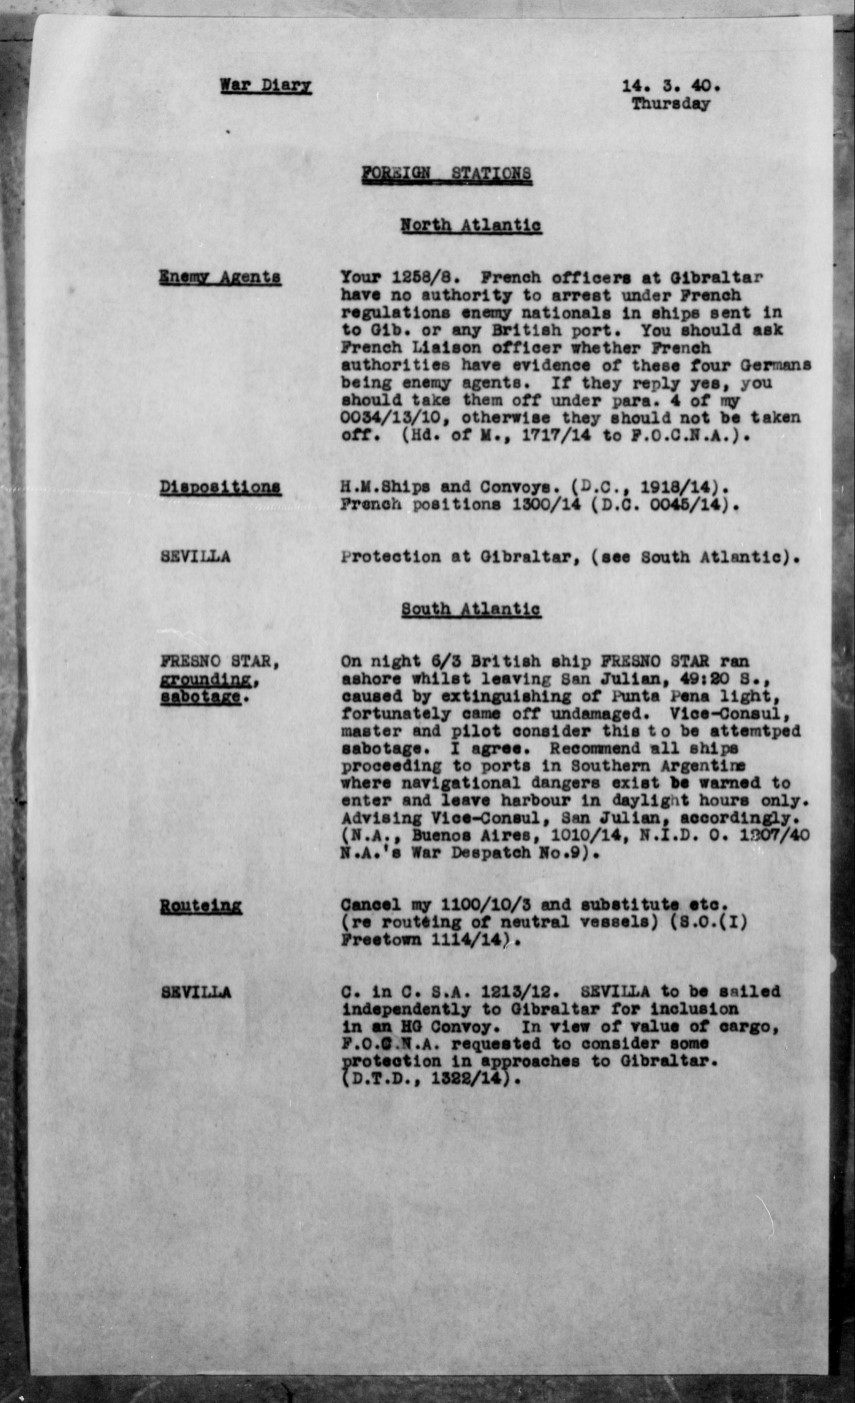 War Diary
14. 3. 40.
Thursday
FOREIGN STATIONS
North Atlantic
Enemy Agents
Your 1258/8. French officers at Gibraltar
have no authority to arrest under French
regulations enemy nationals in ships sent in
to Gib. or any British port. You should ask
French Liaison officer whether French
authorities have evidence of these four Germans
being enemy agents. If they reply yes, you
should take them off under para. 4 of my
0034/13/10, otherwise they should not be taken
off. (Hd. of M., 1717/14 to F.O.C.N.A.).
Dispositions
H.M.Ships and Convoys. (D.C., 1918/14).
French positions 1300/14 (D.C. 0045/14).
SEVILLA
Protection at Gibraltar, (see South Atlantic).
South Atlantic
FRESNO STAR,
grounding,
sabotage.
On night 6/3 British ship FRESNO STAR ran
ashore whilst leaving San Julian, 49:20 S.,
caused by extinguishing of Punta Pena light,
fortunately came off undamaged. Vice-Consul,
master and pilot consider this to be attemtped
sabotage. I agree. Recommend all ships
proceeding to ports in Southern Argentine
where navigational dangers exist be warned to
enter and leave harbour in daylight hours only.
Advising Vice-Consul, San Julian, accordingly.
(N.A., Buenos Aires, 1010/14, N.I.D. O. 1207/40
N.A.'s War Despatch No.9).
Routeing
Cancel my 1100/10/3 and substitute etc.
(re routeing of neutral vessels) (S.O.(I)
Freetown 1114/14).
SEVILLA
C. in C. S.A. 1213/12. SEVILLA to be sailed
independently to Gibraltar for inclusion
in an HG Convoy. In view of value of cargo,
F.O.C.N.A. requested to consider some
protection in approaches to Gibraltar.
(D.T.D., 1322/14).